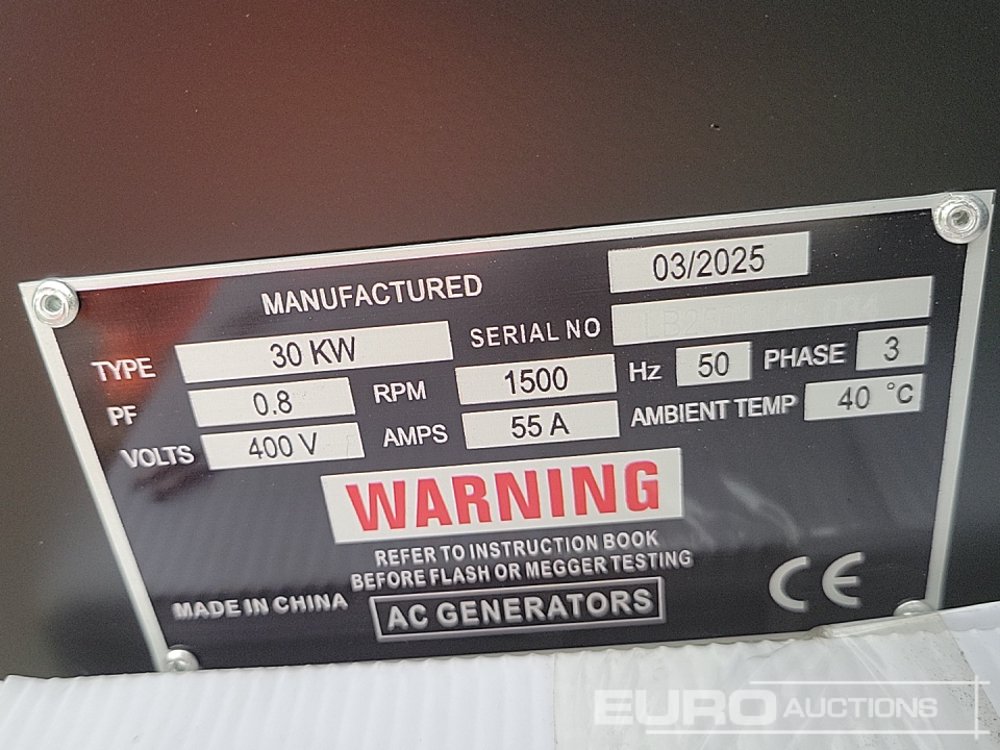 MANUFACTURED 03/2025
TYPE 30 KW SERIAL NO
PF 0.8 RPM 1500 Hz 50 PHASE 3
VOLTS 400 V AMPS 55 A AMBIENT TEMP 40 °C
WARNING
REFER TO INSTRUCTION BOOK
BEFORE FLASH OR MEGGER TESTING
MADE IN CHINA AC GENERATORS CE
EURO AUCTIONS